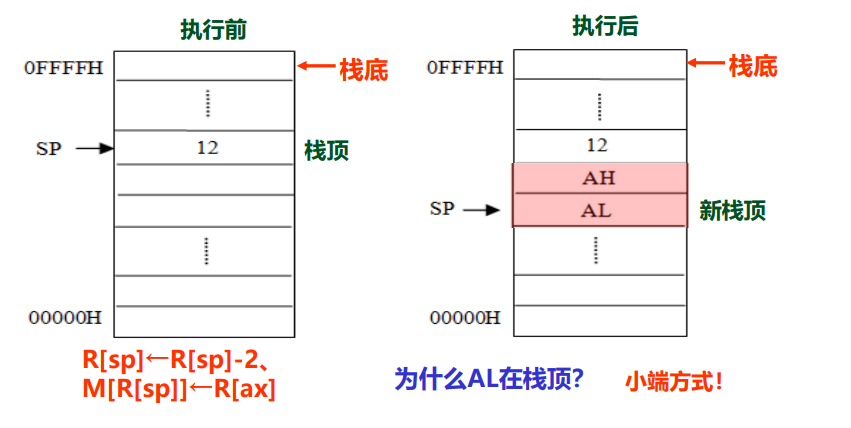 执行前
0FFFFH
栈底
SP
12
栈顶
00000H
R[sp]←R[sp]-2、
M[R[sp]]←R[ax]
执行后
0FFFFH
栈底
12
AH
SP
AL
新栈顶
00000H
为什么AL在栈顶？
小端方式！